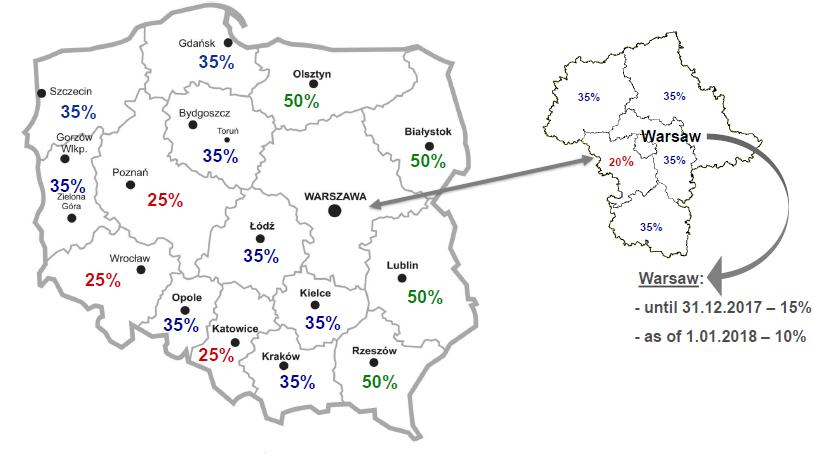 Gdańsk
35%
Olsztyn
50%
Szczecin
35%
Bydgoszcz
Toruń
35%
Białystok
50%
Gorzów
Wlkp.
35%
Zielona
Góra
Poznań
25%
WARSZAWA
Łódź
35%
Wrocław
25%
Lublin
50%
Opole
35%
Kielce
35%
Katowice
25%
Kraków
35%
Rzeszów
50%
35%
35%
Warsaw
20%
35%
35%
Warsaw:
- until 31.12.2017 – 15%
- as of 1.01.2018 – 10%